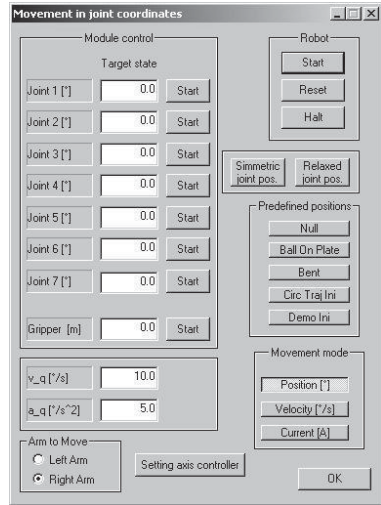 Movement in joint coordinates
Module control
Target state
Joint 1 [°] 0.0 Start
Joint 2 [°] 0.0 Start
Joint 3 [°] 0.0 Start
Joint 4 [°] 0.0 Start
Joint 5 [°] 0.0 Start
Joint 6 [°] 0.0 Start
Joint 7 [°] 0.0 Start
Gripper [m] 0.0 Start
v_q [°/s] 10.0
a_q [°/s^2] 5.0
Arm to Move
Left Arm
Right Arm
Setting axis controller
Robot
Start
Reset
Halt
Simmetric
joint pos.
Relaxed
joint pos.
Predefined positions
Null
Ball On Plate
Bent
Circ Traj Ini
Demo Ini
Movement mode
Position [°]
Velocity [°/s]
Current [A]
OK